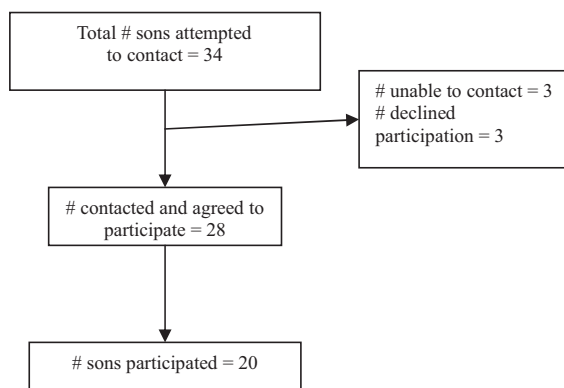 Total # sons attempted
to contact = 34
# unable to contact = 3
# declined
participation = 3
# contacted and agreed to
participate = 28
# sons participated = 20